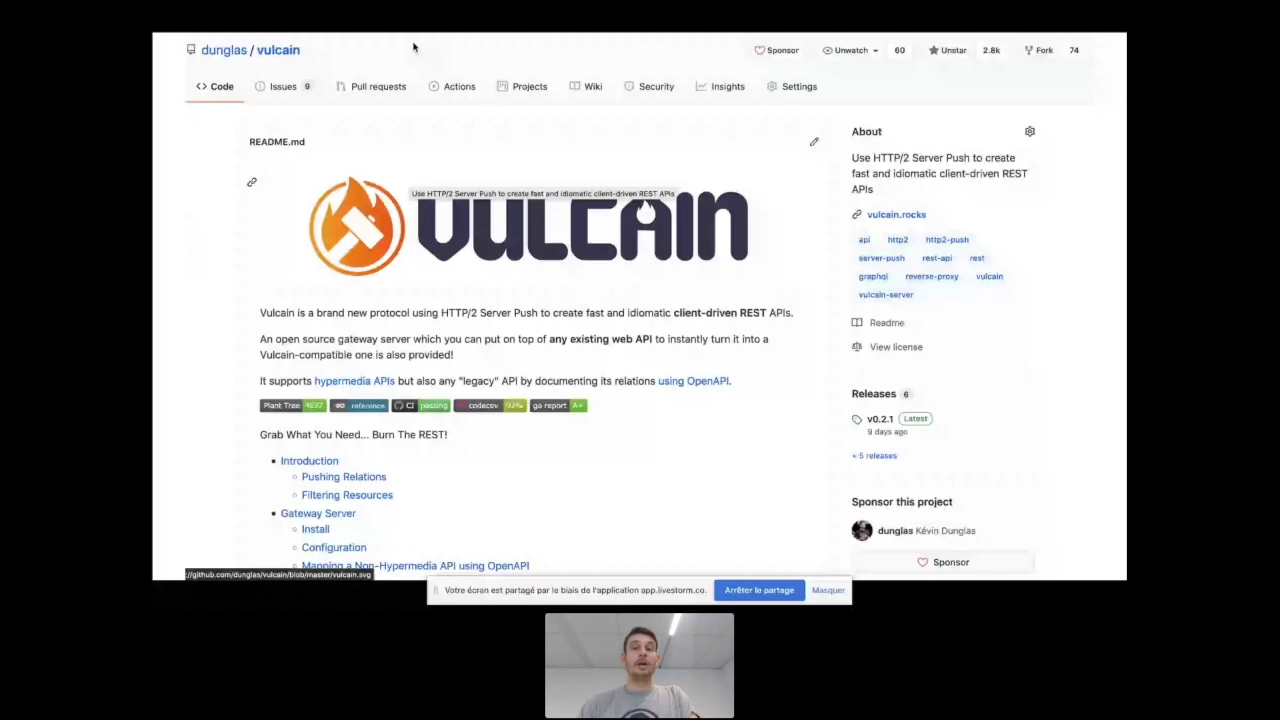 dunglas / vulcain
Sponsor
Unwatch
60
Unstar
2.8k
Fork
74
Code
Issues 9
Pull requests
Actions
Projects
Wiki
Security
Insights
Settings
README.md
Use HTTP/2 Server Push to create fast and idiomatic client-driven REST APIs
VULCAIN
Vulcain is a brand new protocol using HTTP/2 Server Push to create fast and idiomatic client-driven REST APIs.
An open source gateway server which you can put on top of any existing web API to instantly turn it into a
Vulcain-compatible one is also provided!
It supports hypermedia APIs but also any "legacy" API by documenting its relations using OpenAPI.
Plant Tree 4697 GO reference CI passing codecov 92% go report A+
Grab What You Need... Burn The REST!
Introduction
Pushing Relations
Filtering Resources
Gateway Server
Install
Configuration
Mapping a Non-Hypermedia API using OpenAPI
://github.com/dunglas/vulcain/blob/master/vulcain.svg
About
Use HTTP/2 Server Push to create
fast and idiomatic client-driven REST
APIs
vulcain.rocks
api http2 http2-push
server-push rest-api rest
graphql reverse-proxy vulcain
vulcain-server
Readme
View license
Releases 6
v0.2.1 Latest
9 days ago
+ 5 releases
Sponsor this project
dunglas Kévin Dunglas
Sponsor
Votre écran est partagé par le biais de l'application app.livestorm.co.
Arrêter le partage
Masquer